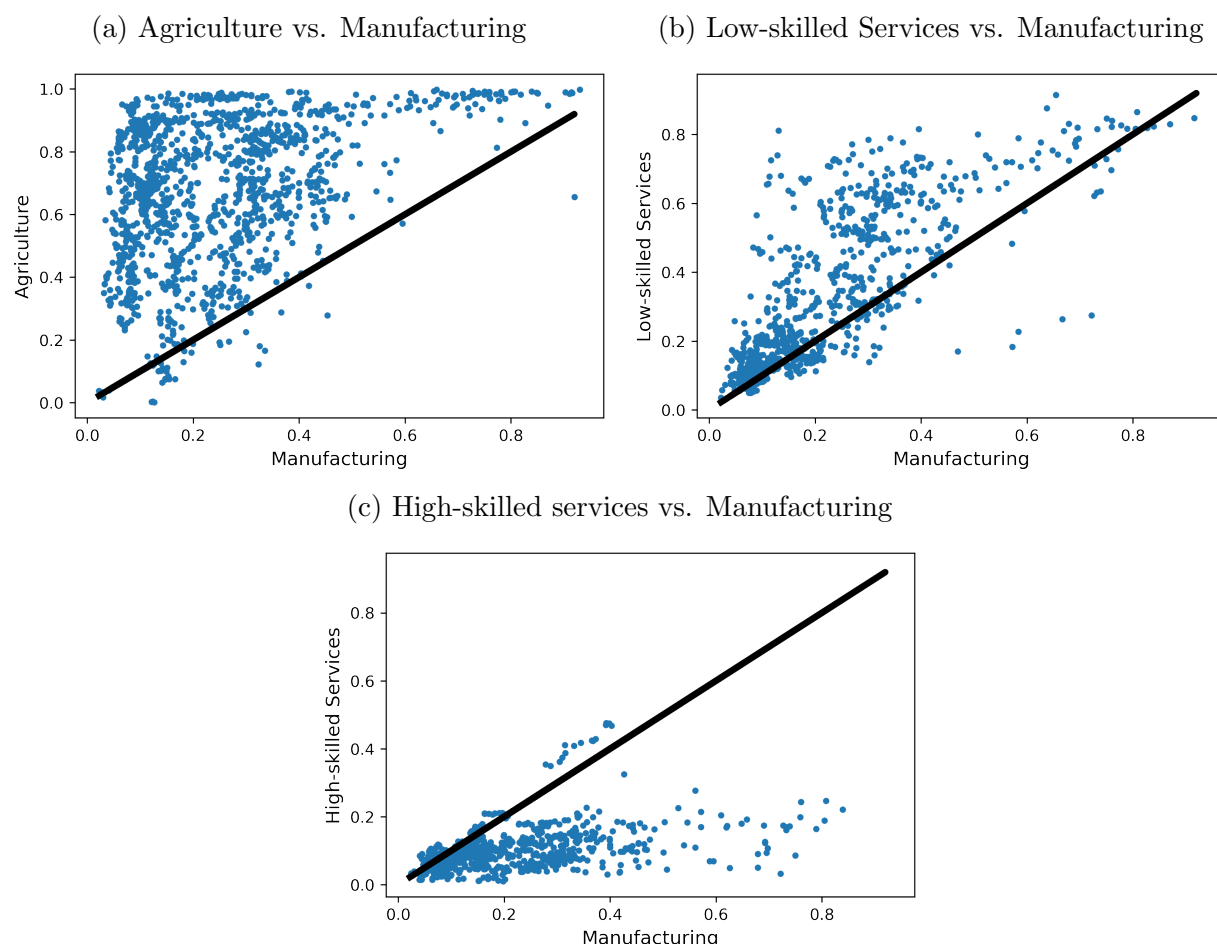 (a) Agriculture vs. Manufacturing
1.0
0.8
0.6
0.4
0.2
0.0
Agriculture
0.0 0.2 0.4 0.6 0.8
Manufacturing
(b) Low-skilled Services vs. Manufacturing
0.8
0.6
0.4
0.2
0.0
Low-skilled Services
0.0 0.2 0.4 0.6 0.8
Manufacturing
(c) High-skilled services vs. Manufacturing
0.8
0.6
0.4
0.2
0.0
High-skilled Services
0.0 0.2 0.4 0.6 0.8
Manufacturing